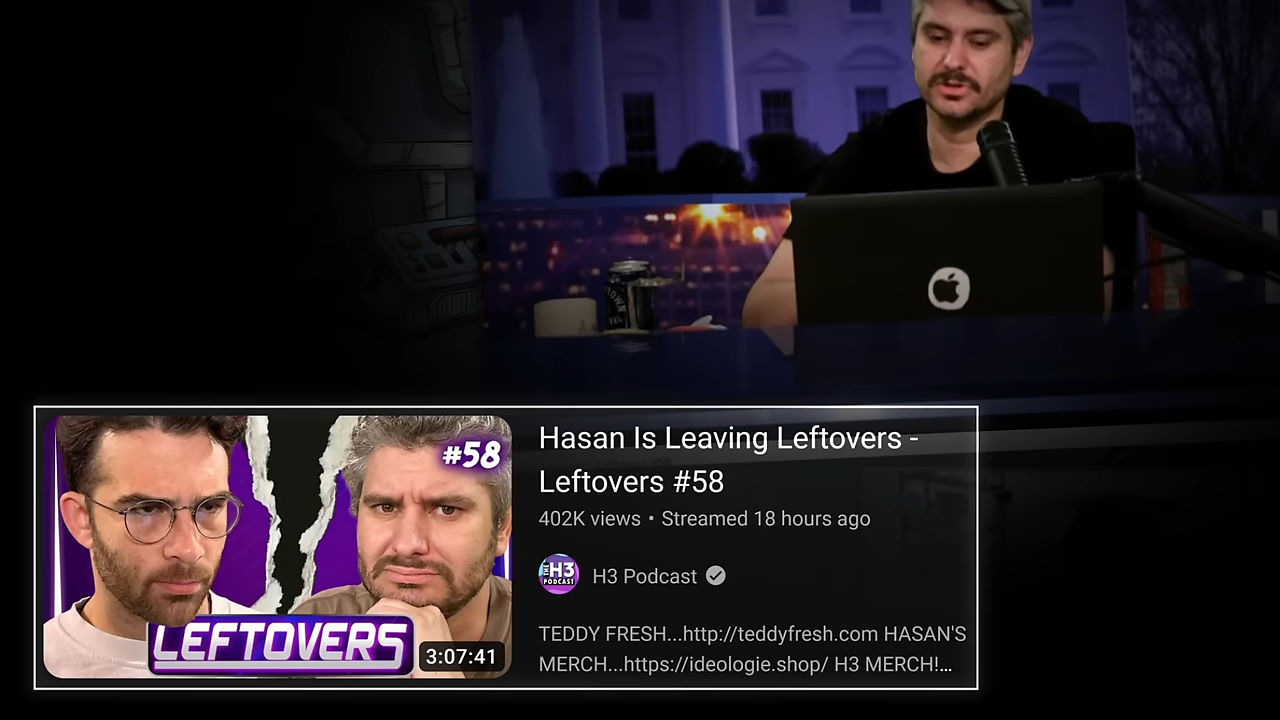 #58
LEFTOVERS
3:07:41
Hasan Is Leaving Leftovers -
Leftovers #58
402K views • Streamed 18 hours ago
THE H3 PODCAST
H3 Podcast
TEDDY FRESH...http://teddyfresh.com HASAN'S
MERCH...https://ideologie.shop/ H3 MERCH!...